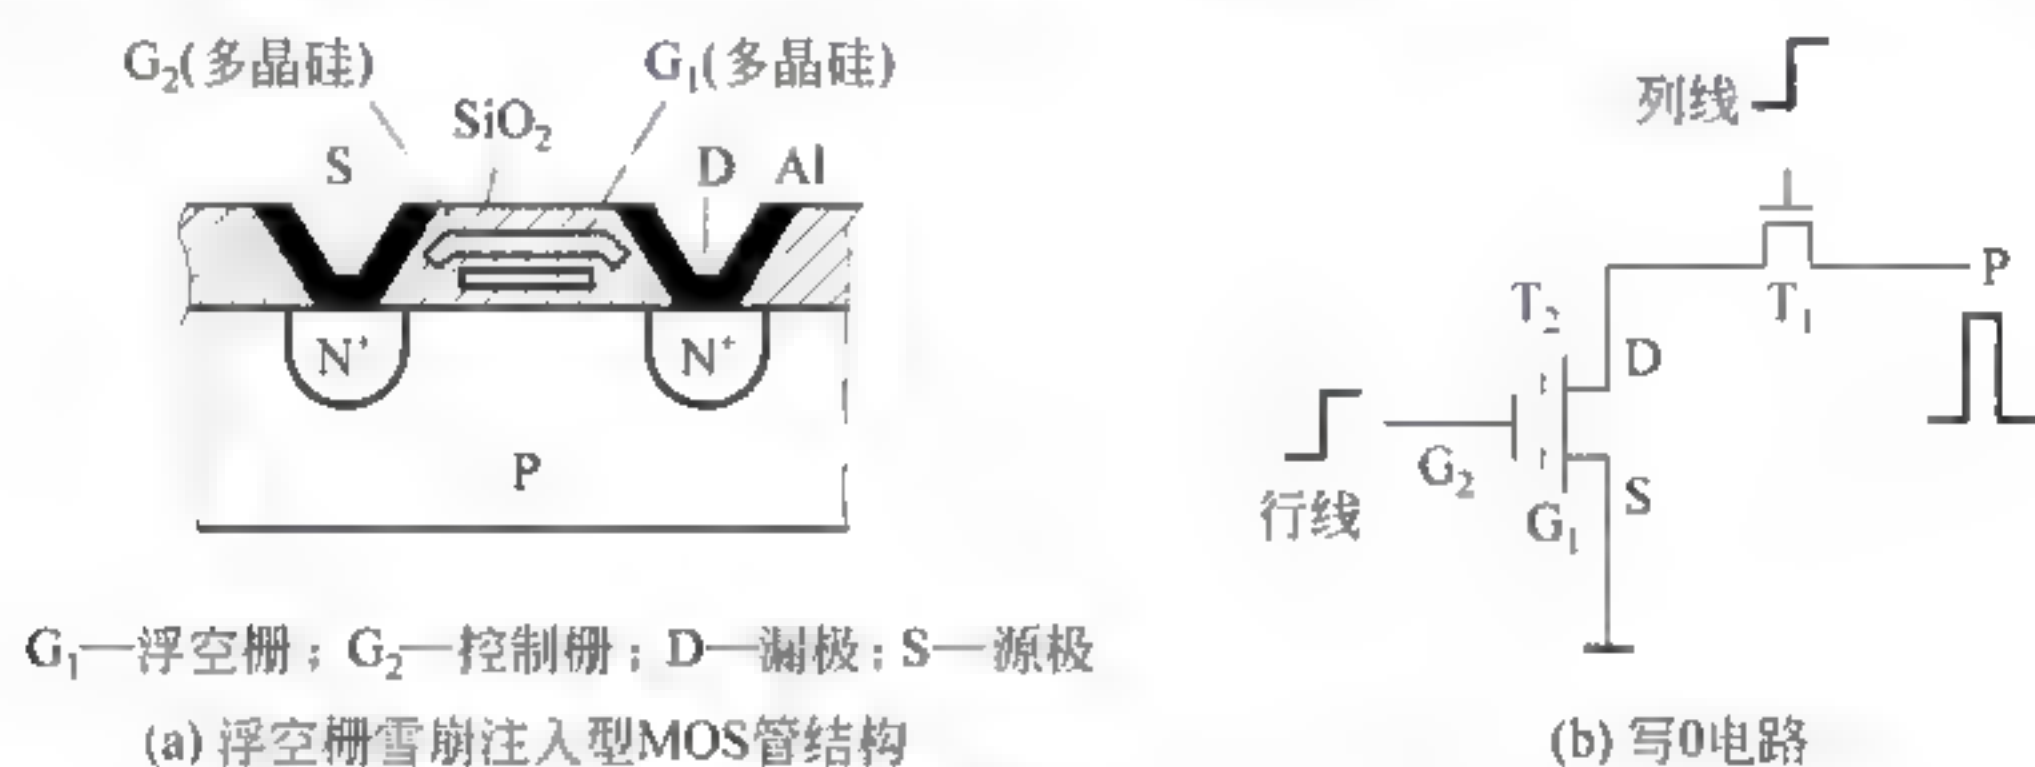 G₂(多晶硅)
G₁(多晶硅)
SiO₂
S
D
Al
N⁺
N⁺
P
G₁—浮空栅；G₂—控制栅；D—漏极；S—源极
(a) 浮空栅雪崩注入型MOS管结构
列线
P
T₁
T₂
D
G₂
行线
S
G₁
(b) 写0电路